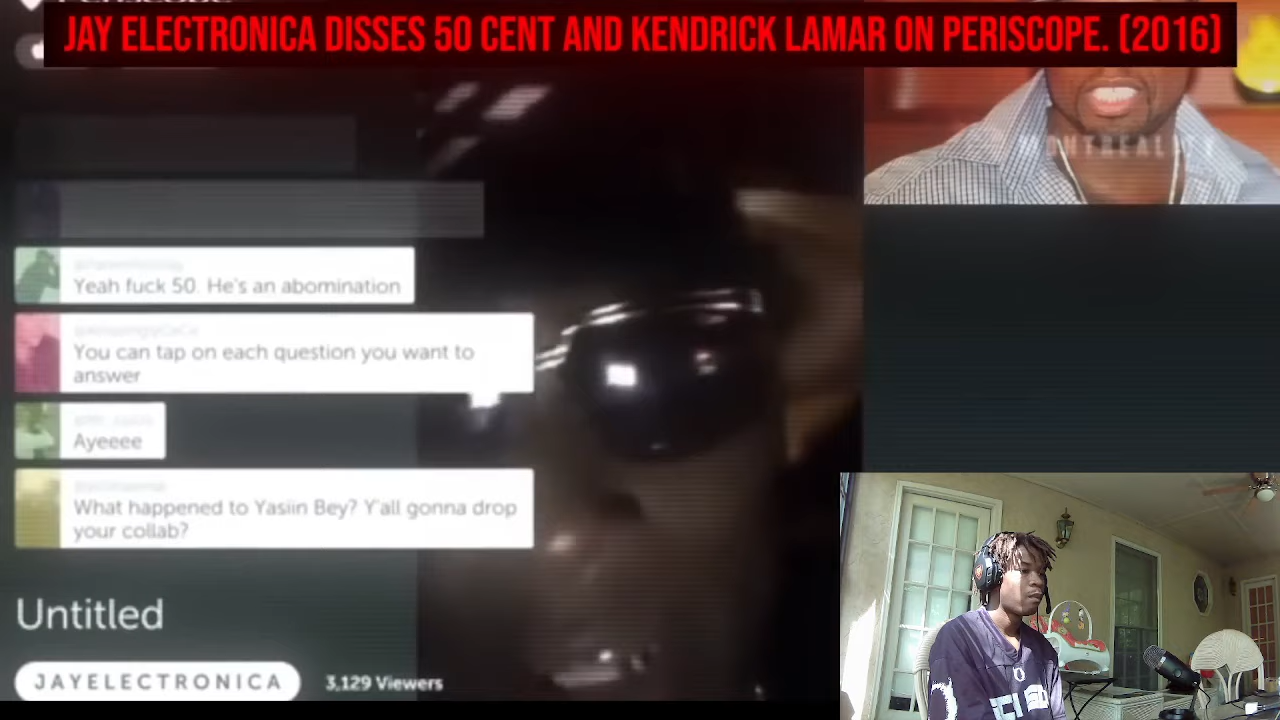 Periscope
JAY ELECTRONICA DISSES 50 CENT AND KENDRICK LAMAR ON PERISCOPE. (2016)
MONTREALITY
Yeah fuck 50. He's an abomination
You can tap on each question you want to
answer
Ayeeee
What happened to Yasiin Bey? Y'all gonna drop
your collab?
Untitled
JAYELECTRONICA
3,129 Viewers